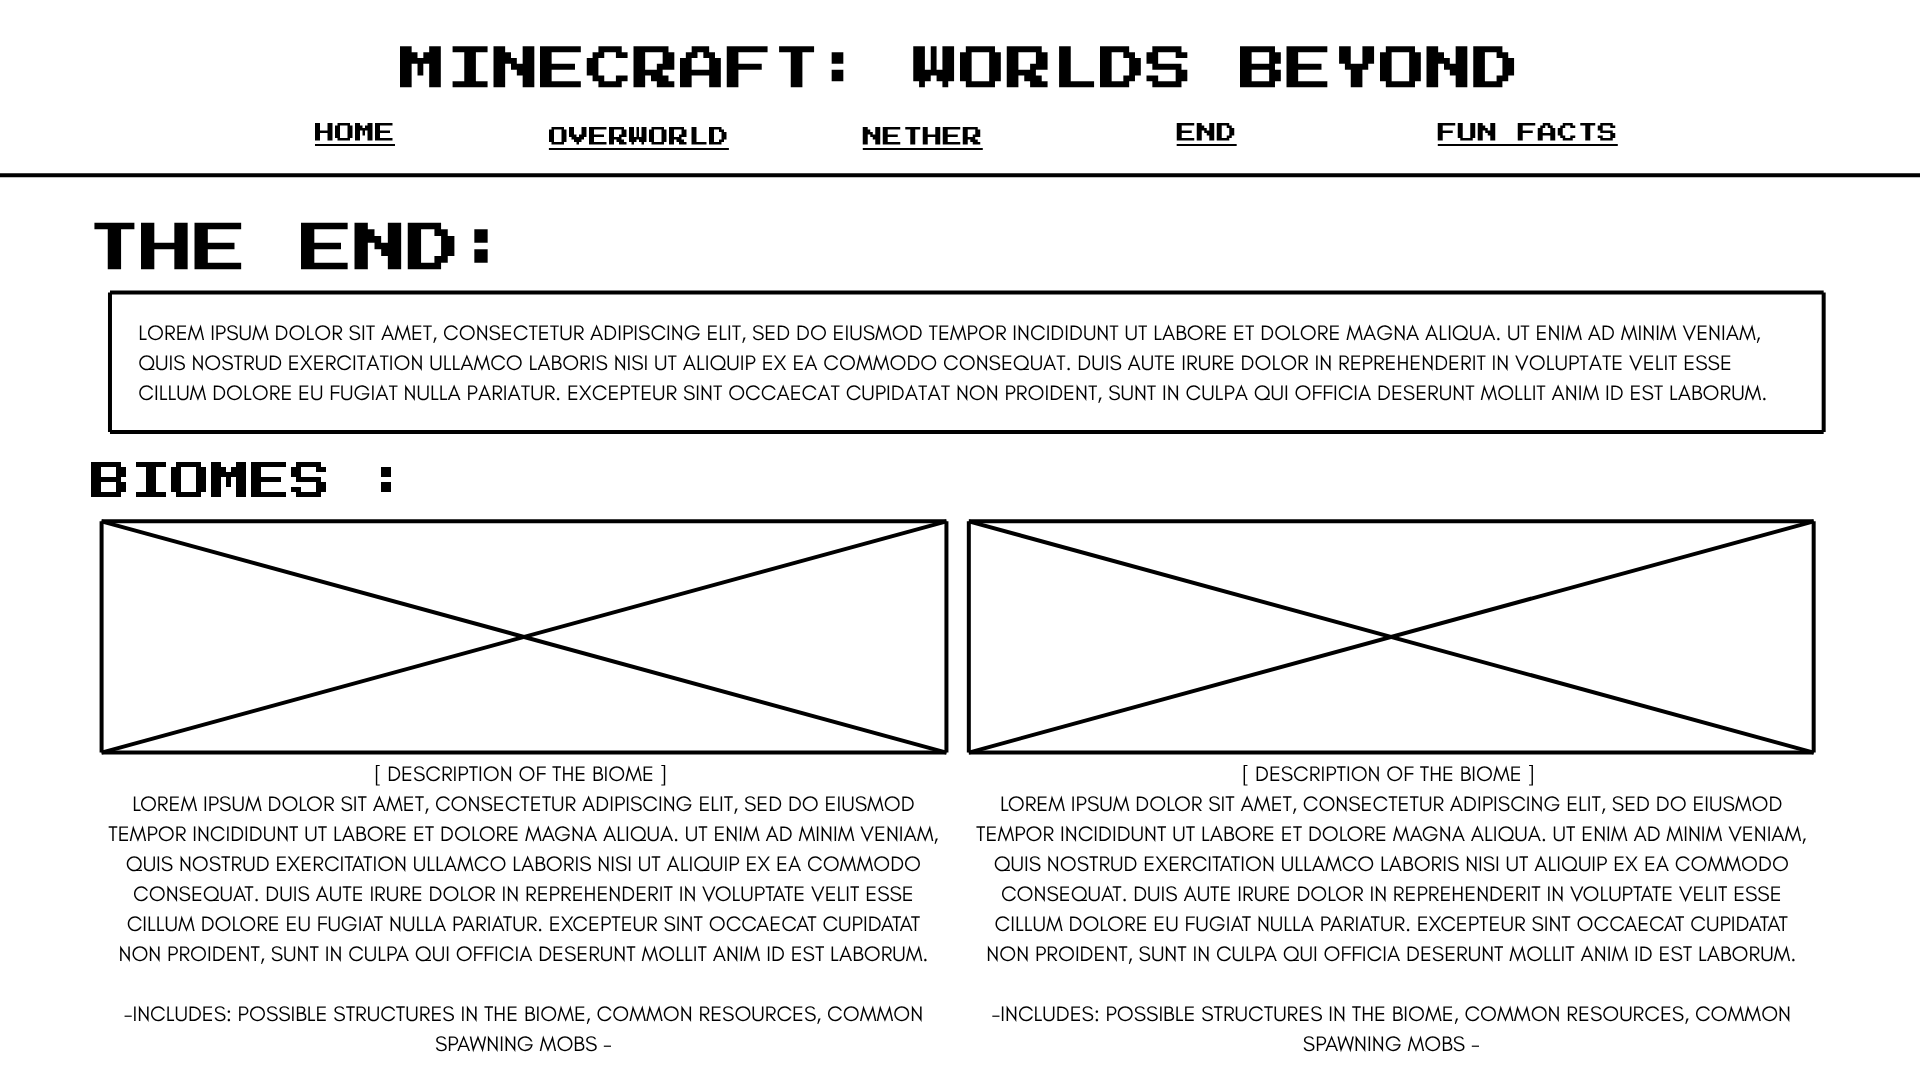 MINECRAFT: WORLDS BEYOND
HOME OVERWORLD NETHER END FUN FACTS
THE END:
LOREM IPSUM DOLOR SIT AMET, CONSECTETUR ADIPISCING ELIT, SED DO EIUSMOD TEMPOR INCIDIDUNT UT LABORE ET DOLORE MAGNA ALIQUA. UT ENIM AD MINIM VENIAM,
QUIS NOSTRUD EXERCITATION ULLAMCO LABORIS NISI UT ALIQUIP EX EA COMMODO CONSEQUAT. DUIS AUTE IRURE DOLOR IN REPREHENDERIT IN VOLUPTATE VELIT ESSE
CILLUM DOLORE EU FUGIAT NULLA PARIATUR. EXCEPTEUR SINT OCCAECAT CUPIDATAT NON PROIDENT, SUNT IN CULPA QUI OFFICIA DESERUNT MOLLIT ANIM ID EST LABORUM.
BIOMES :
[ DESCRIPTION OF THE BIOME ]
LOREM IPSUM DOLOR SIT AMET, CONSECTETUR ADIPISCING ELIT, SED DO EIUSMOD
TEMPOR INCIDIDUNT UT LABORE ET DOLORE MAGNA ALIQUA. UT ENIM AD MINIM VENIAM,
QUIS NOSTRUD EXERCITATION ULLAMCO LABORIS NISI UT ALIQUIP EX EA COMMODO
CONSEQUAT. DUIS AUTE IRURE DOLOR IN REPREHENDERIT IN VOLUPTATE VELIT ESSE
CILLUM DOLORE EU FUGIAT NULLA PARIATUR. EXCEPTEUR SINT OCCAECAT CUPIDATAT
NON PROIDENT, SUNT IN CULPA QUI OFFICIA DESERUNT MOLLIT ANIM ID EST LABORUM.
-INCLUDES: POSSIBLE STRUCTURES IN THE BIOME, COMMON RESOURCES, COMMON
SPAWNING MOBS -
[ DESCRIPTION OF THE BIOME ]
LOREM IPSUM DOLOR SIT AMET, CONSECTETUR ADIPISCING ELIT, SED DO EIUSMOD
TEMPOR INCIDIDUNT UT LABORE ET DOLORE MAGNA ALIQUA. UT ENIM AD MINIM VENIAM,
QUIS NOSTRUD EXERCITATION ULLAMCO LABORIS NISI UT ALIQUIP EX EA COMMODO
CONSEQUAT. DUIS AUTE IRURE DOLOR IN REPREHENDERIT IN VOLUPTATE VELIT ESSE
CILLUM DOLORE EU FUGIAT NULLA PARIATUR. EXCEPTEUR SINT OCCAECAT CUPIDATAT
NON PROIDENT, SUNT IN CULPA QUI OFFICIA DESERUNT MOLLIT ANIM ID EST LABORUM.
-INCLUDES: POSSIBLE STRUCTURES IN THE BIOME, COMMON RESOURCES, COMMON
SPAWNING MOBS -